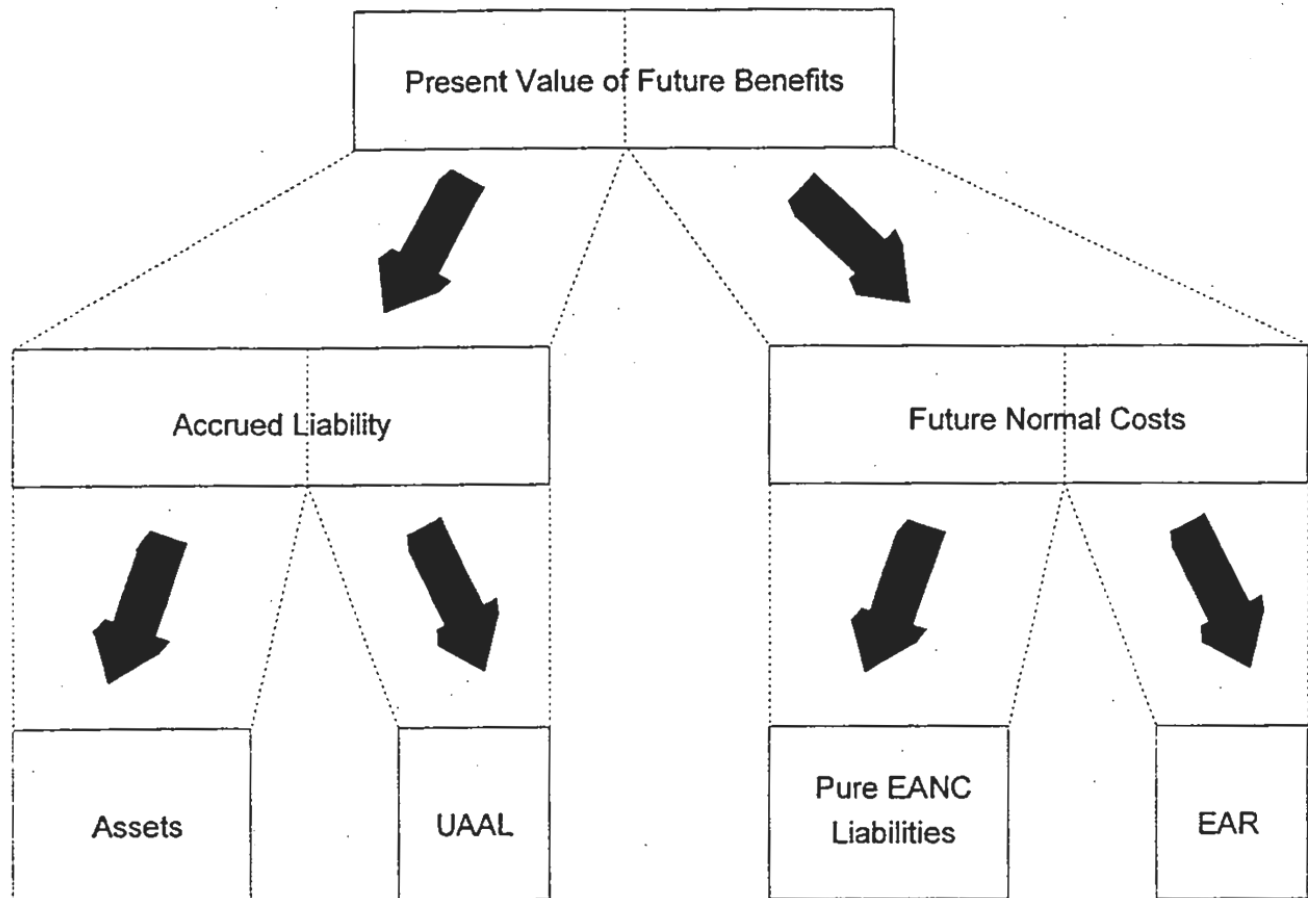 Present Value of Future Benefits
Accrued Liability
Future Normal Costs
Assets
UAAL
Pure EANC
Liabilities
EAR